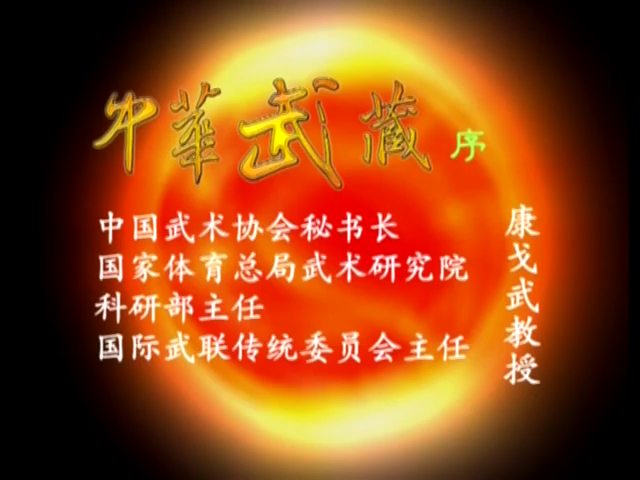 中華武藏 序
中国武术协会秘书长
国家体育总局武术研究院
科研部主任
国际武联传统委员会主任
康戈武教授